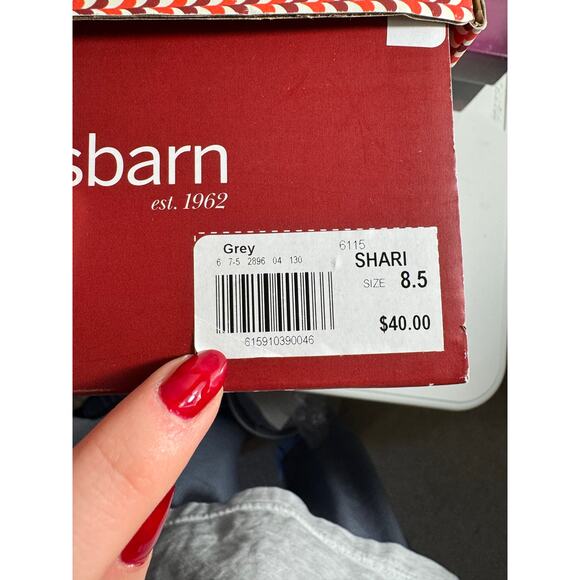 sbarn
est. 1962
Grey 6115
6 7-5 2896 04 130 SHARI
SIZE 8.5
$40.00
615910390046